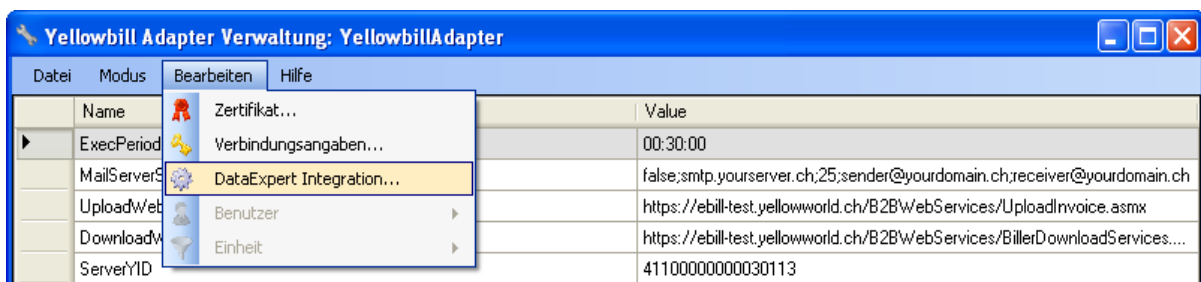 Yellowbill Adapter Verwaltung: YellowbillAdapter
Datei Modus Bearbeiten Hilfe
Name Value
Zertifikat...
ExecPeriod 00:30:00
Verbindungsangaben...
MailServerS false;smtp.yourserver.ch;25;sender@yourdomain.ch;receiver@yourdomain.ch
DataExpert Integration...
UploadWeb https://ebill-test.yellowworld.ch/B2BWebServices/UploadInvoice.asmx
Benutzer
DownloadW https://ebill-test.yellowworld.ch/B2BWebServices/BillerDownloadServices....
Einheit
ServerYID 41100000000030113